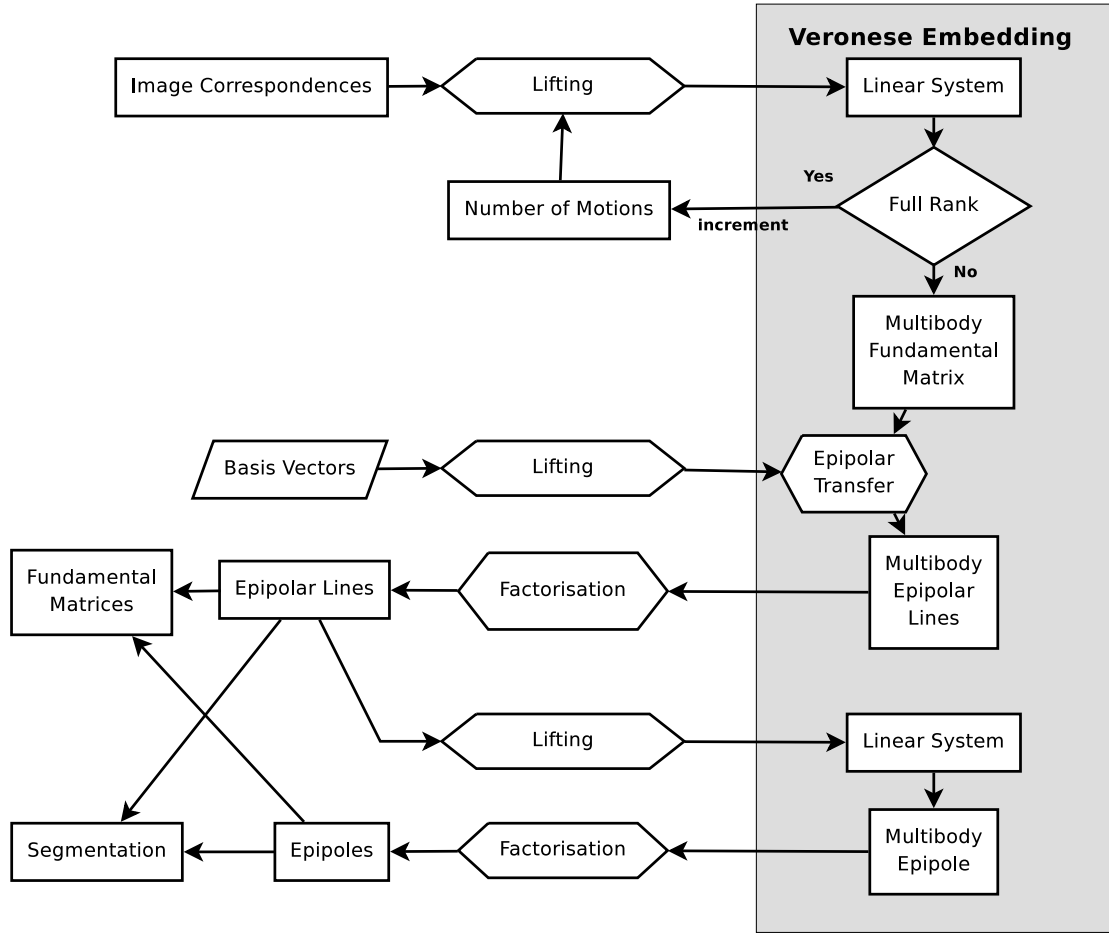 Veronese Embedding
Image Correspondences
Lifting
Linear System
Yes
Full Rank
Number of Motions
increment
No
Multibody
Fundamental
Matrix
Basis Vectors
Lifting
Epipolar
Transfer
Fundamental
Matrices
Epipolar Lines
Factorisation
Multibody
Epipolar
Lines
Lifting
Linear System
Segmentation
Epipoles
Factorisation
Multibody
Epipole